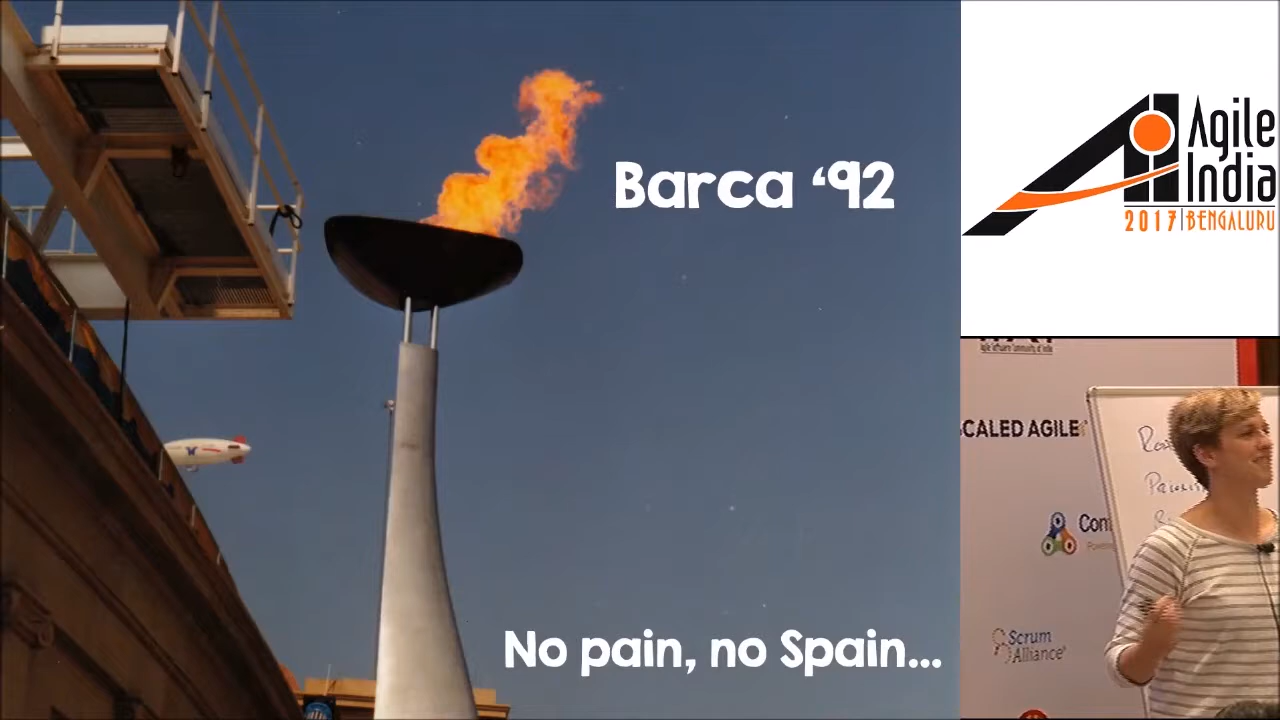 Barca ‘92
No pain, no Spain...
Agile
India
2017 | BENGALURU
SCALED AGILE
Scrum
Alliance